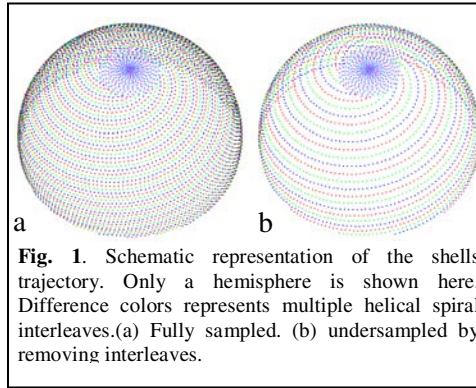 a
b
Fig. 1. Schematic representation of the shells
trajectory. Only a hemisphere is shown here.
Difference colors represents multiple helical spiral
interleaves.(a) Fully sampled. (b) undersampled by
removing interleaves.